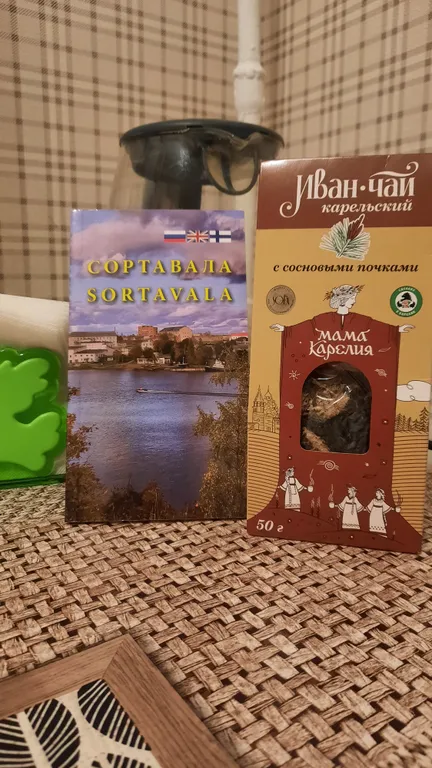 СОРТАВАЛА
SORTAVALA
Иван-чай
карельский
с сосновыми почками
МАМА
КАРЕЛИЯ
50 г